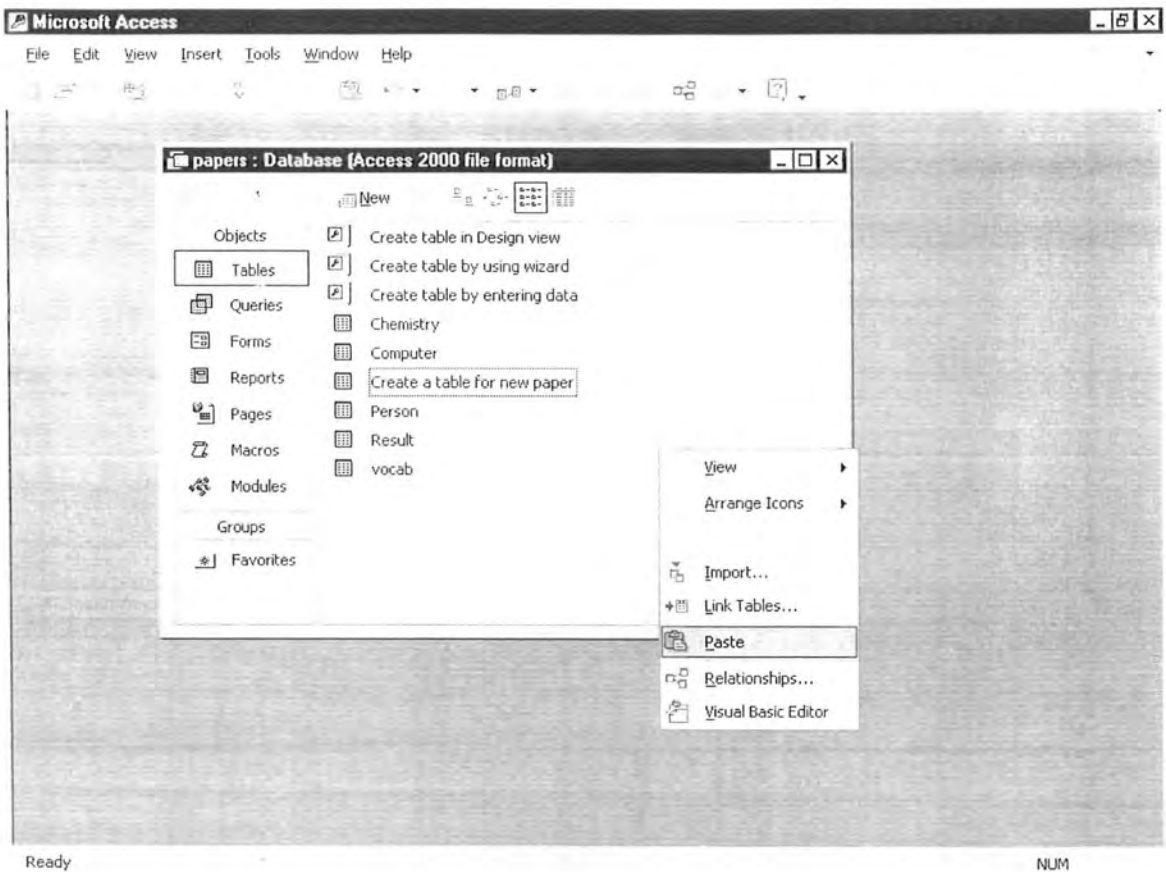 Microsoft Access
File Edit View Insert Tools Window Help
papers : Database (Access 2000 file format)
New
Objects
Tables
Queries
Forms
Reports
Pages
Macros
Modules
Groups
Favorites
Create table in Design view
Create table by using wizard
Create table by entering data
Chemistry
Computer
Create a table for new paper
Person
Result
vocab
View
Arrange Icons
Import...
Link Tables...
Paste
Relationships...
Visual Basic Editor
Ready NUM